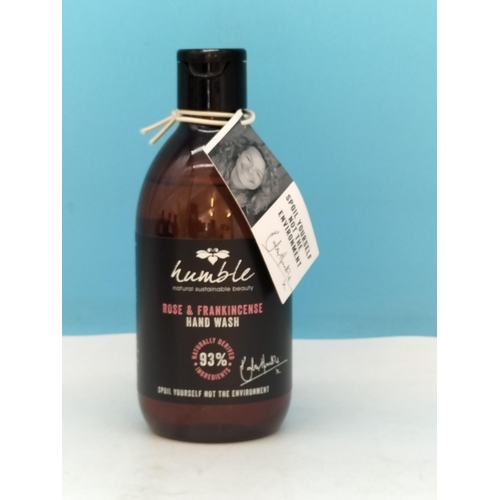 humble
natural sustainable beauty
ROSE & FRANKINCENSE
HAND WASH
NATURALLY DERIVED
93%
INGREDIENTS
SPOIL YOURSELF NOT THE ENVIRONMENT
SPOIL YOURSELF
NOT THE
ENVIRONMENT